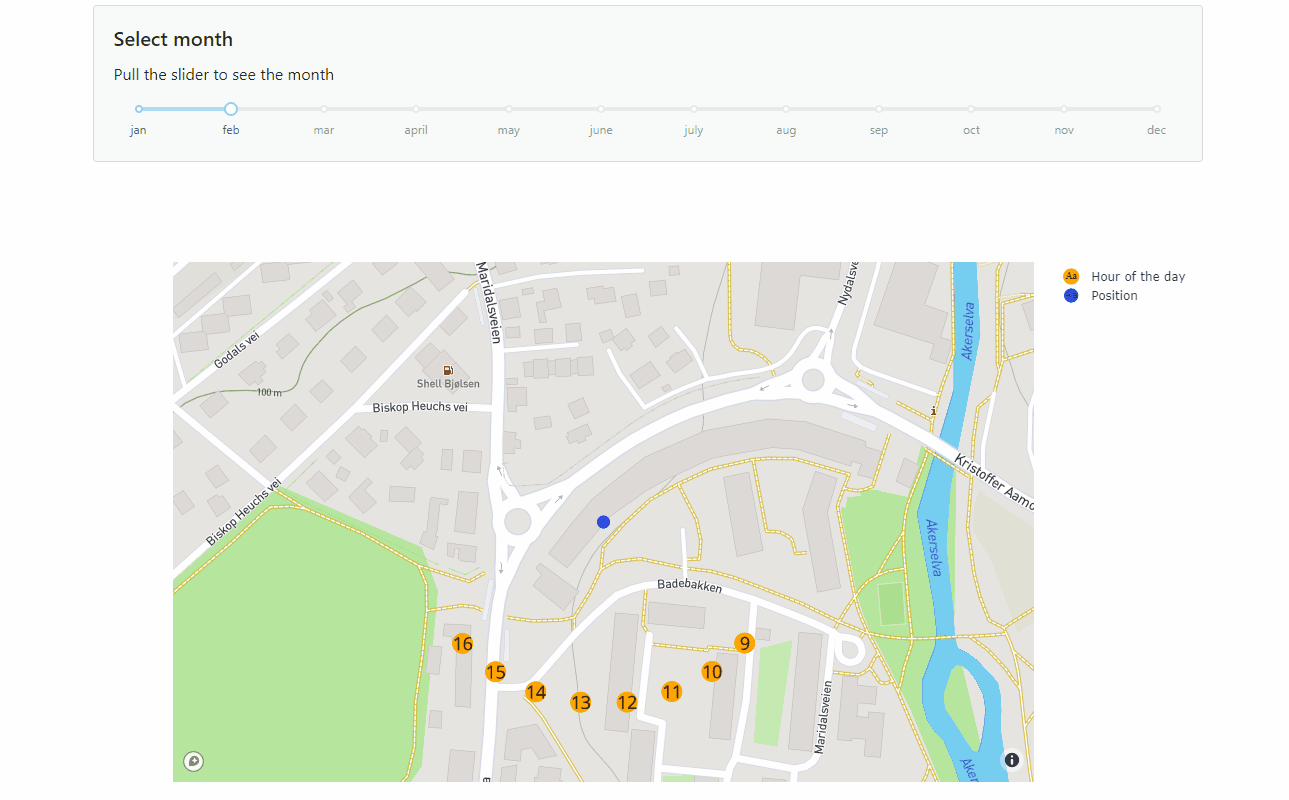 Select month
Pull the slider to see the month
jan feb mar april may june july aug sep oct nov dec
Aa Hour of the day
Position
Maridalsveien
Nydalsve
Akerselva
Godals vei
Shell Bjølsen
100 m
Biskop Heuchs vei
Kristoffer Aamo
Biskop Heuchs vei
Akerselva
Badebakken
16
9
15
10
14
11
13
12
Maridalsveien
Aker